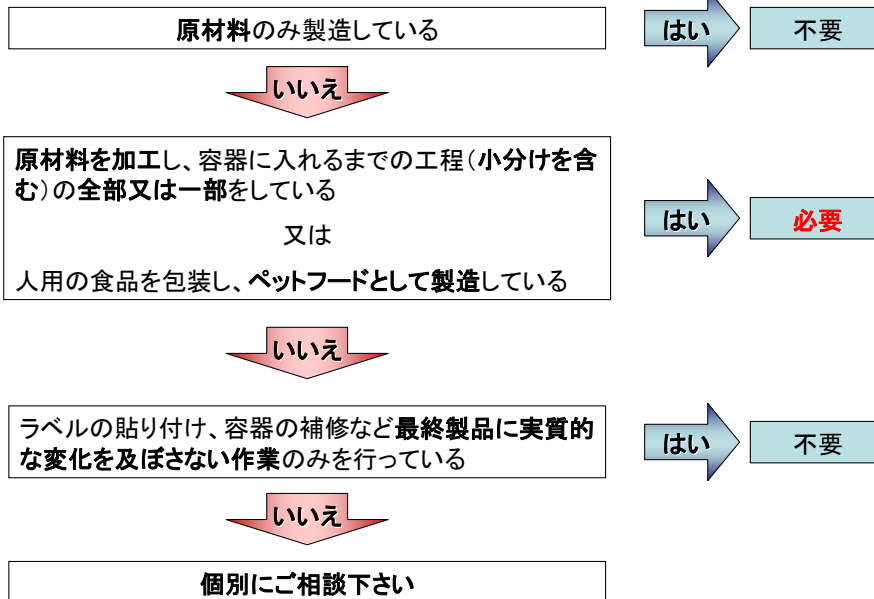 原材料のみ製造している
はい
不要
いいえ
原材料を加工し、容器に入れるまでの工程（小分けを含
む）の全部又は一部をしている
又は
人用の食品を包装し、ペットフードとして製造している
はい
必要
いいえ
ラベルの貼り付け、容器の補修など最終製品に実質的
な変化を及ぼさない作業のみを行っている
はい
不要
いいえ
個別にご相談下さい